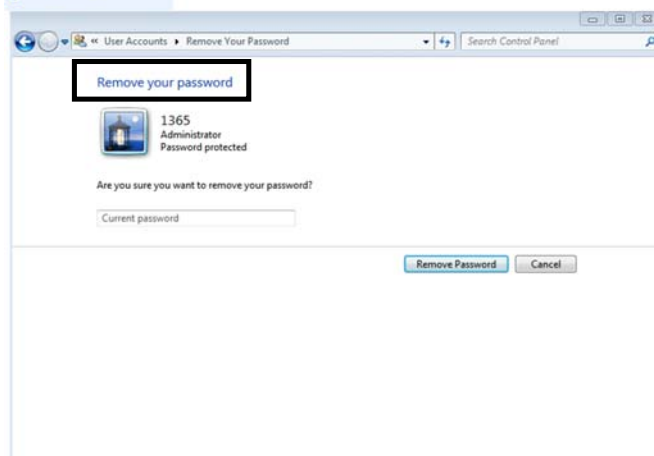 « User Accounts ▸ Remove Your Password
Search Control Panel
Remove your password
1365
Administrator
Password protected
Are you sure you want to remove your password?
Current password
Remove Password Cancel